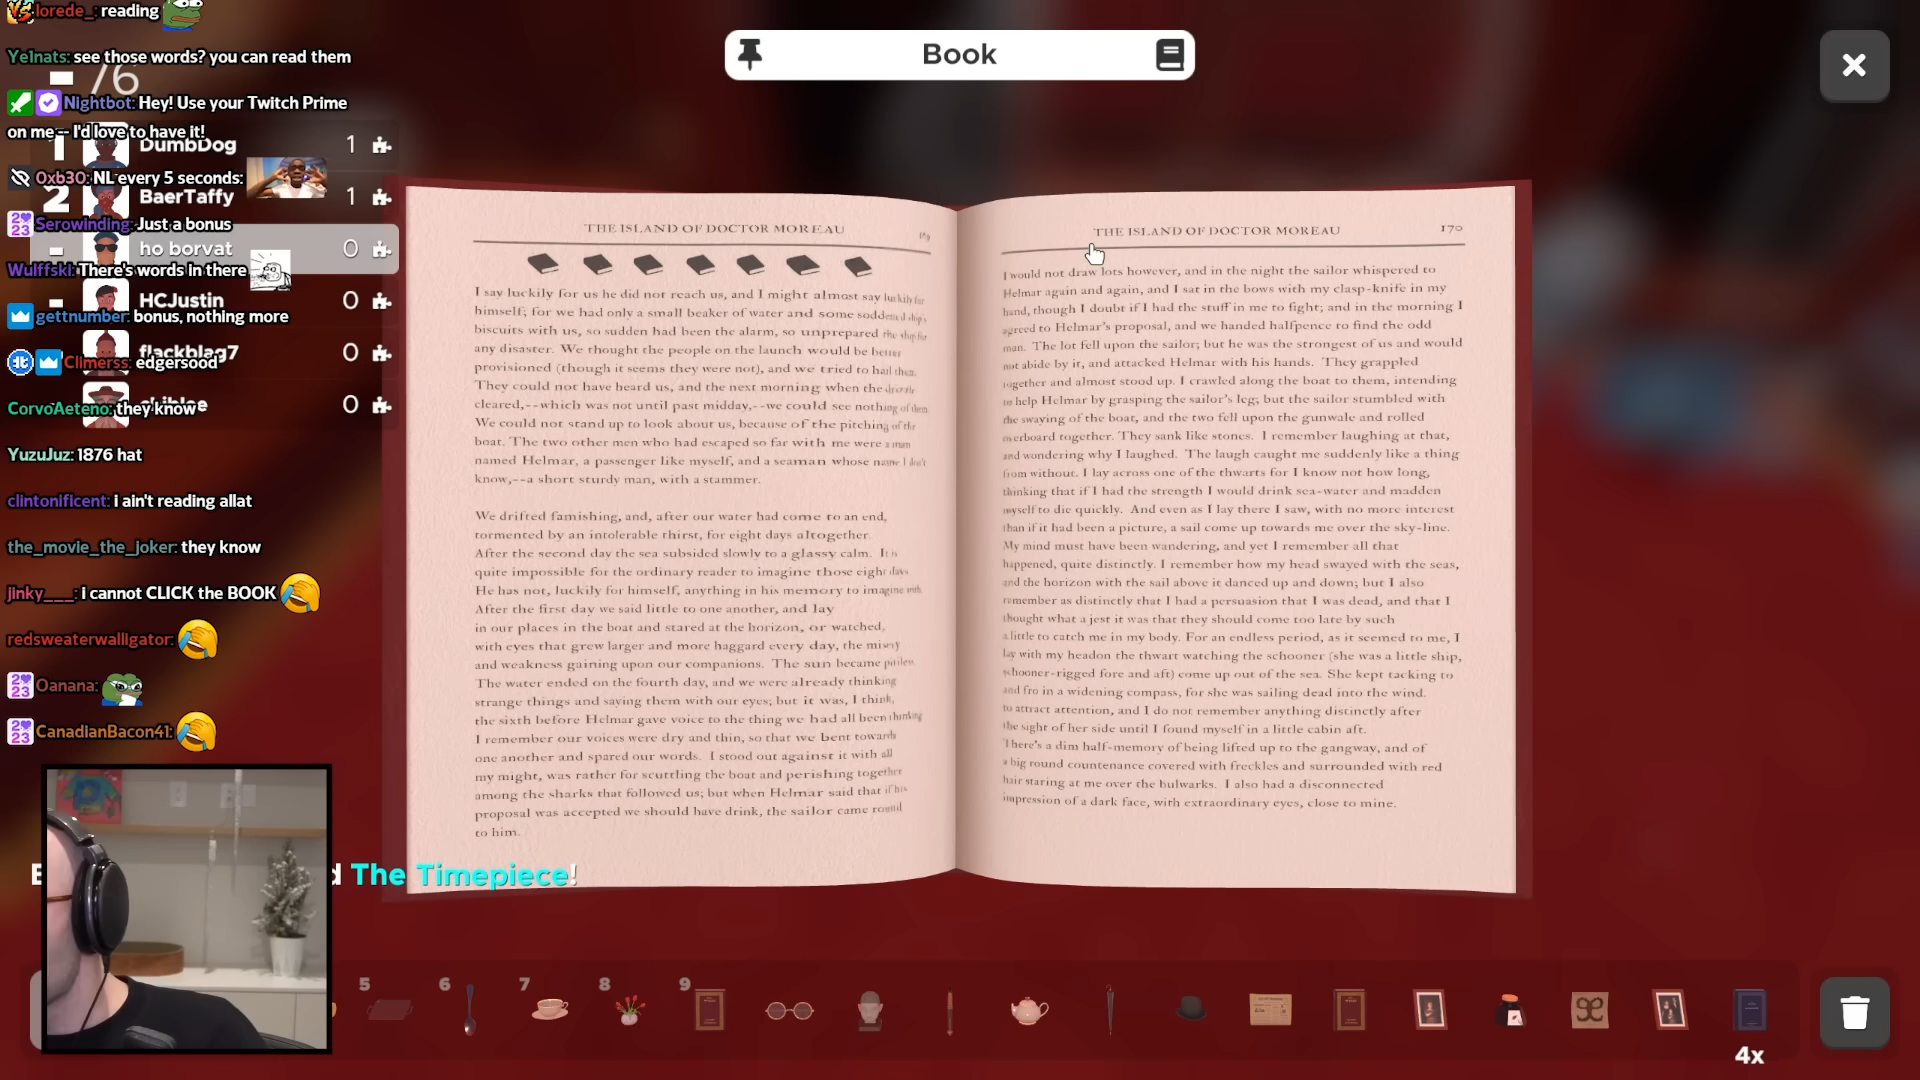 lorede_: reading
Ye1nats: see those words? you can read them
/6
Nightbot: Hey! Use your Twitch Prime
on me -- I'd love to have it!
1 DumbDog 1
0xb30: NL every 5 seconds:
2 BaerTaffy 1
Serowinding: Just a bonus
ho borvat 0
Wulffski: There's words in there
HCJustin 0
gettnumber: bonus, nothing more
flackblag7 0
Climerss: edgersood
0
CorvoAeteno: they know
YuzuJuz: 1876 hat
clintonificent: i ain't reading allat
the_movie_the_joker: they know
jinky___: i cannot CLICK the BOOK
redsweaterwalligator:
Oanana:
CanadianBacon41:
Book
THE ISLAND OF DOCTOR MOREAU
I say luckily for us he did not reach us, and I might almost say luckily for
himself; for we had only a small beaker of water and some soddened ship's
biscuits with us, so sudden had been the alarm, so unprepared the ship for
any disaster. We thought the people on the launch would be better
provisioned (though it seems they were not), and we tried to hail them.
They could not have heard us, and the next morning when the drizzle
cleared,--which was not until past midday,--we could see nothing of them
We could not stand up to look about us, because of the pitching of the
boat. The two other men who had escaped so far with me were a man
named Helmar, a passenger like myself, and a seaman whose name I don't
know,--a short sturdy man, with a stammer.
We drifted famishing, and, after our water had come to an end,
tormented by an intolerable thirst, for eight days altogether.
After the second day the sea subsided slowly to a glassy calm. It is
quite impossible for the ordinary reader to imagine those eight days
He has not, luckily for himself, anything in his memory to imagine with
After the first day we said little to one another, and lay
in our places in the boat and stared at the horizon, or watched,
with eyes that grew larger and more haggard every day, the misery
and weakness gaining upon our companions. The sun became pitiless
The water ended on the fourth day, and we were already thinking
strange things and saying them with our eyes; but it was, I think,
the sixth before Helmar gave voice to the thing we had all been thinking
I remember our voices were dry and thin, so that we bent towards
one another and spared our words. I stood out against it with all
my might, was rather for scuttling the boat and perishing together
among the sharks that followed us; but when Helmar said that if his
proposal was accepted we should have drink, the sailor came round
to him.
THE ISLAND OF DOCTOR MOREAU 170
I would not draw lots however, and in the night the sailor whispered to
Helmar again and again, and I sat in the bows with my clasp-knife in my
hand, though I doubt if I had the stuff in me to fight; and in the morning I
agreed to Helmar's proposal, and we handed halfpence to find the odd
man. The lot fell upon the sailor; but he was the strongest of us and would
not abide by it, and attacked Helmar with his hands. They grappled
together and almost stood up. I crawled along the boat to them, intending
to help Helmar by grasping the sailor's leg; but the sailor stumbled with
the swaying of the boat, and the two fell upon the gunwale and rolled
overboard together. They sank like stones. I remember laughing at that,
and wondering why I laughed. The laugh caught me suddenly like a thing
from without. I lay across one of the thwarts for I know not how long,
thinking that if I had the strength I would drink sea-water and madden
myself to die quickly. And even as I lay there I saw, with no more interest
than if it had been a picture, a sail come up towards me over the sky-line.
My mind must have been wandering, and yet I remember all that
happened, quite distinctly. I remember how my head swayed with the seas,
and the horizon with the sail above it danced up and down; but I also
remember as distinctly that I had a persuasion that I was dead, and that I
thought what a jest it was that they should come too late by such
a little to catch me in my body. For an endless period, as it seemed to me, I
lay with my headon the thwart watching the schooner (she was a little ship,
schooner-rigged fore and aft) come up out of the sea. She kept tacking to
and fro in a widening compass, for she was sailing dead into the wind.
to attract attention, and I do not remember anything distinctly after
the sight of her side until I found myself in a little cabin aft.
There's a dim half-memory of being lifted up to the gangway, and of
a big round countenance covered with freckles and surrounded with red
hair staring at me over the bulwarks. I also had a disconnected
impression of a dark face, with extraordinary eyes, close to mine.
The Timepiece!
5 6 7 8 9
4x